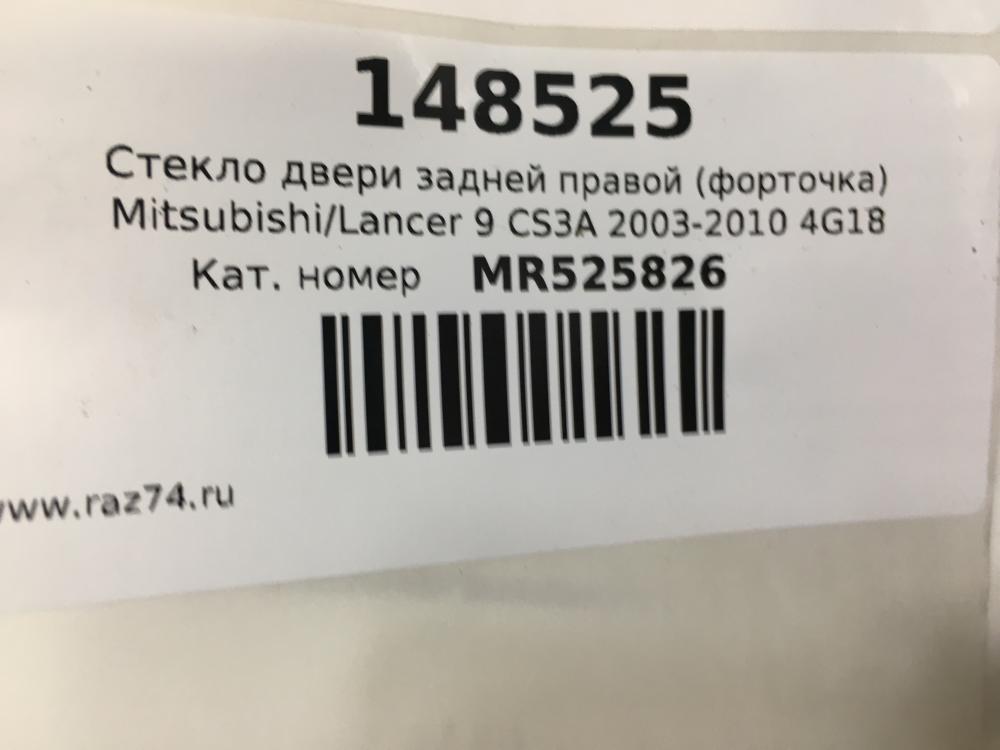 148525
Стекло двери задней правой (форточка)
Mitsubishi/Lancer 9 CS3A 2003-2010 4G18
Кат. номер MR525826
www.raz74.ru